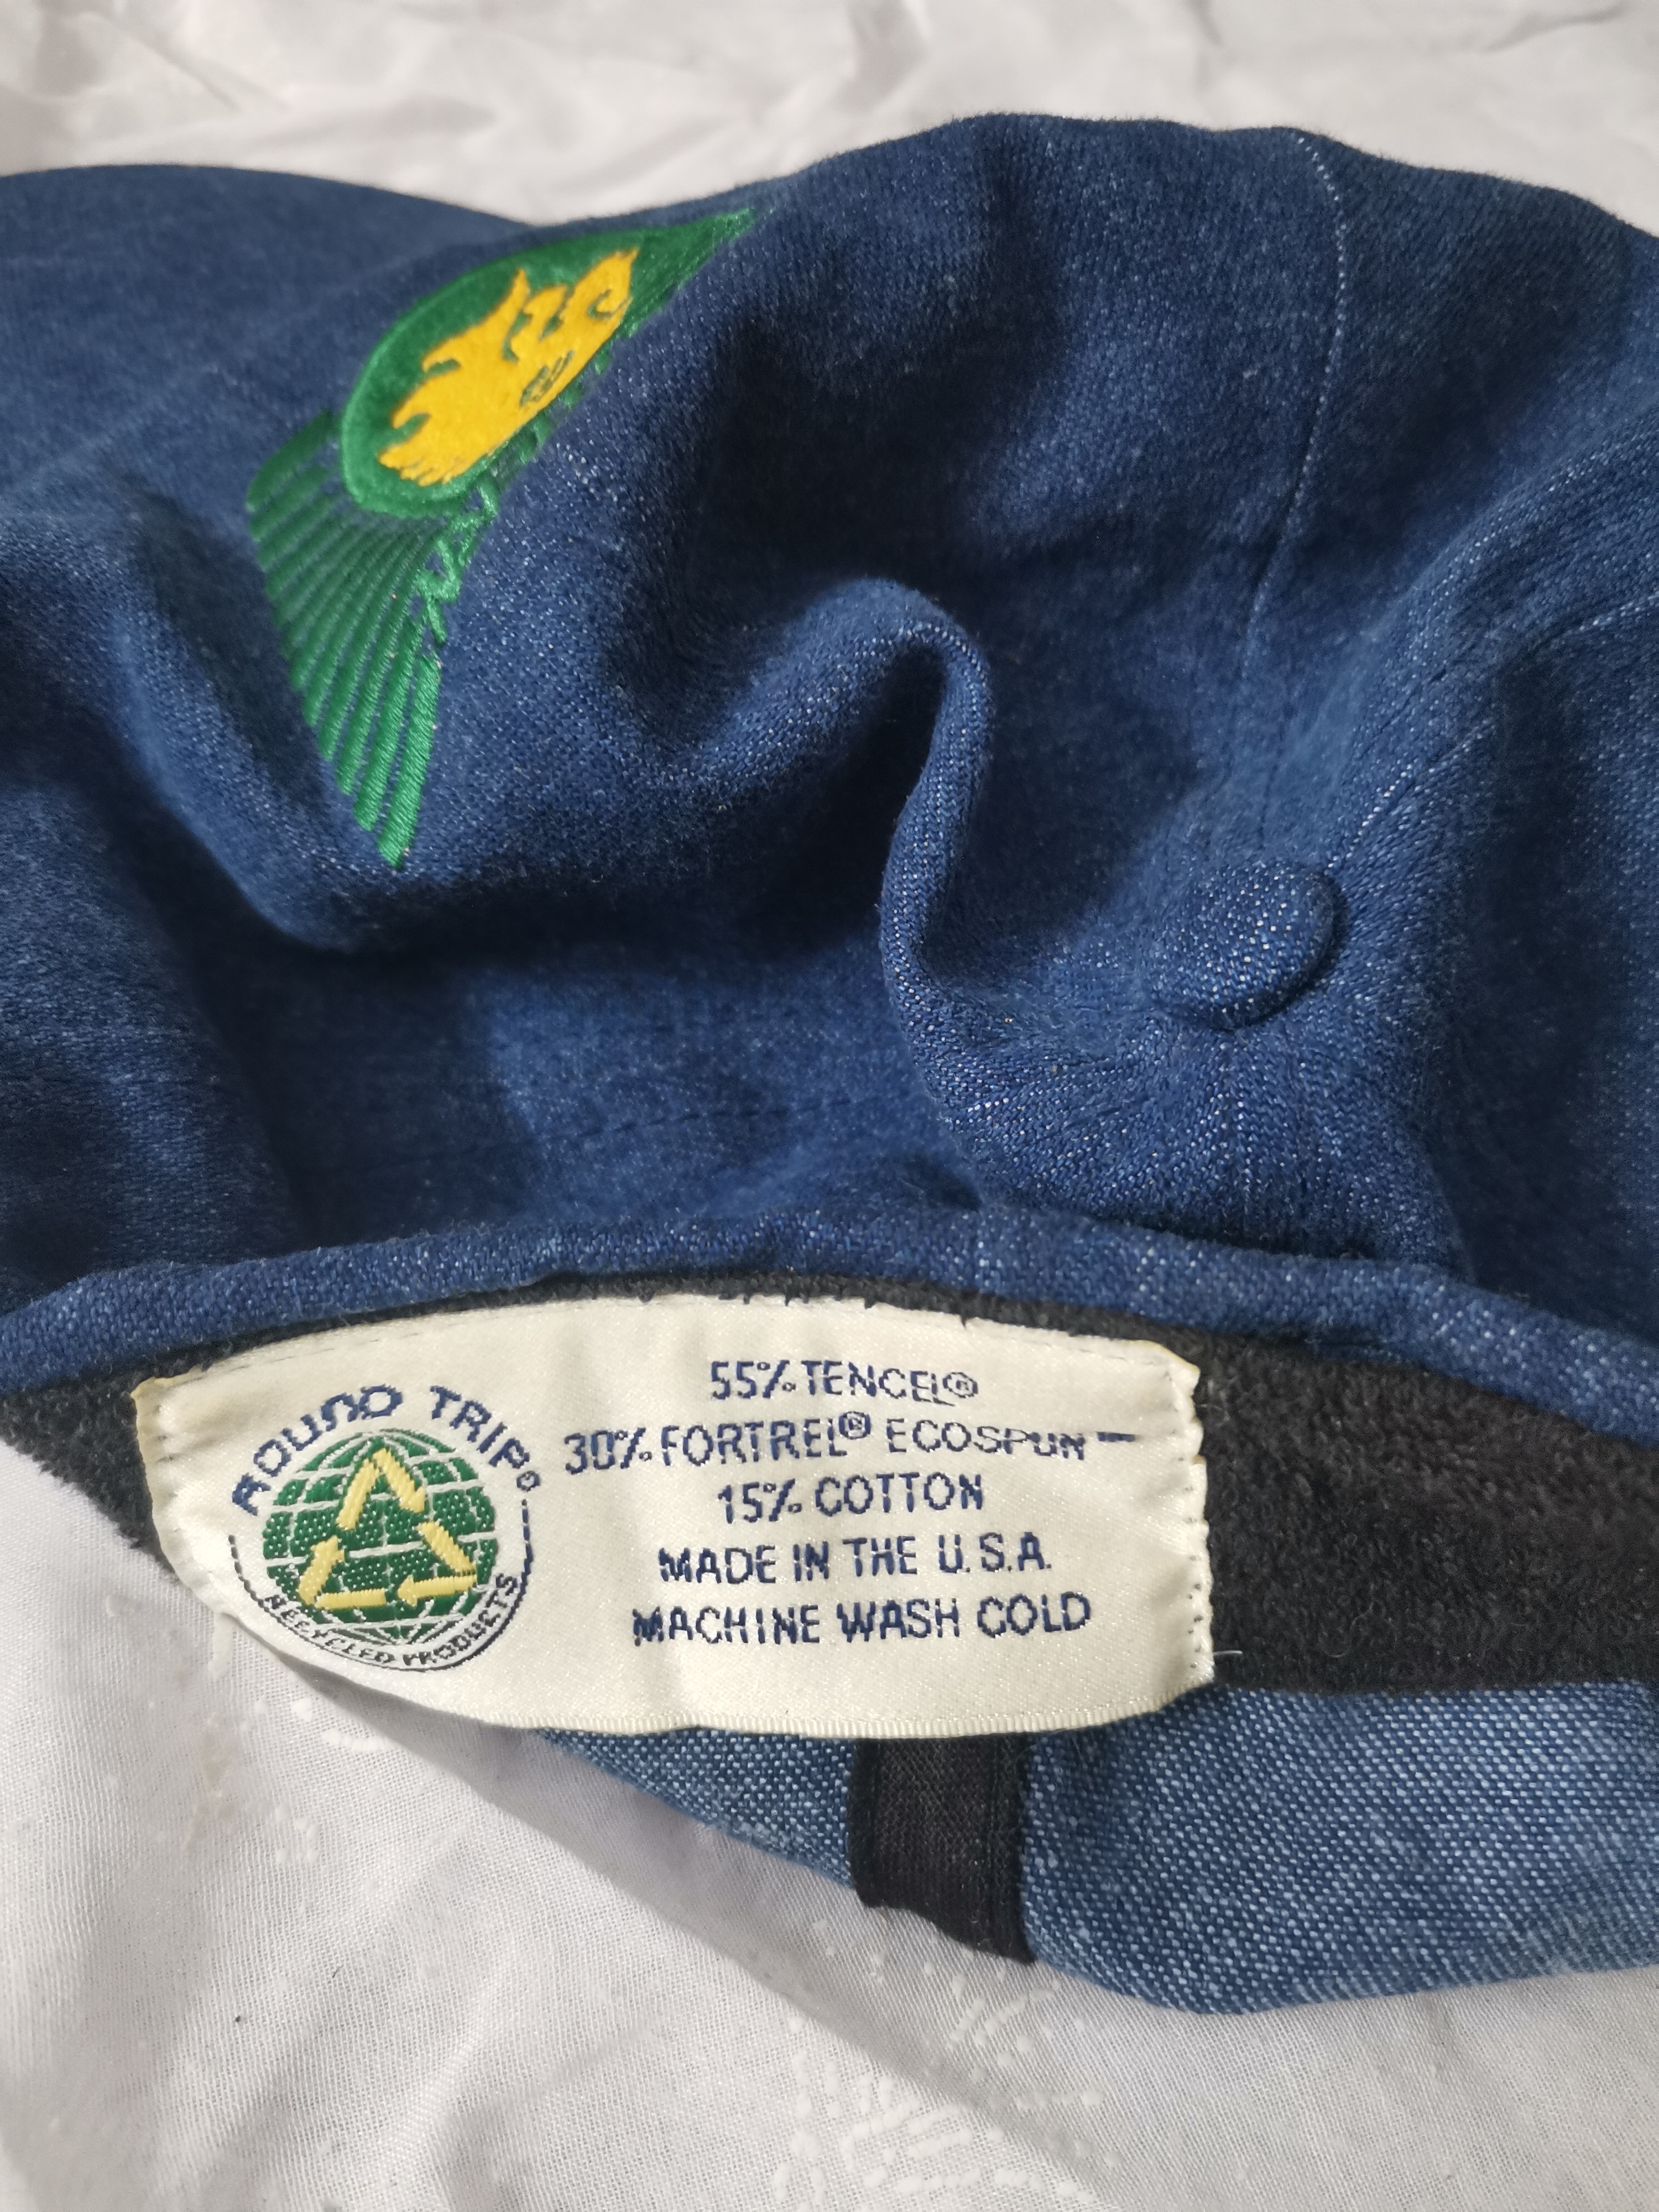 ROUND TRIP®
RECYCLED PRODUCTS
55% TENCEL®
30% FORTREL® ECOSPUN™
15% COTTON
MADE IN THE U.S.A.
MACHINE WASH COLD